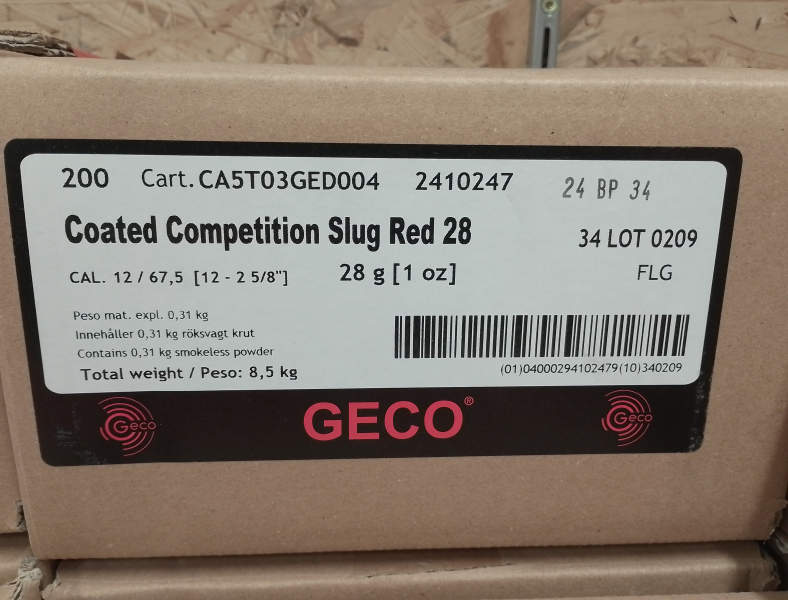 200 Cart. CA5T03GED004 2410247 24 BP 34
Coated Competition Slug Red 28
34 LOT 0209
CAL. 12 / 67,5 [12 - 2 5/8"] 28 g [1 oz] FLG
Peso mat. expl. 0,31 kg
Innehåller 0,31 kg röksvagt krut
Contains 0,31 kg smokeless powder
Total weight / Peso: 8,5 kg
(01)04000294102479(10)340209
Geco GECO® Geco